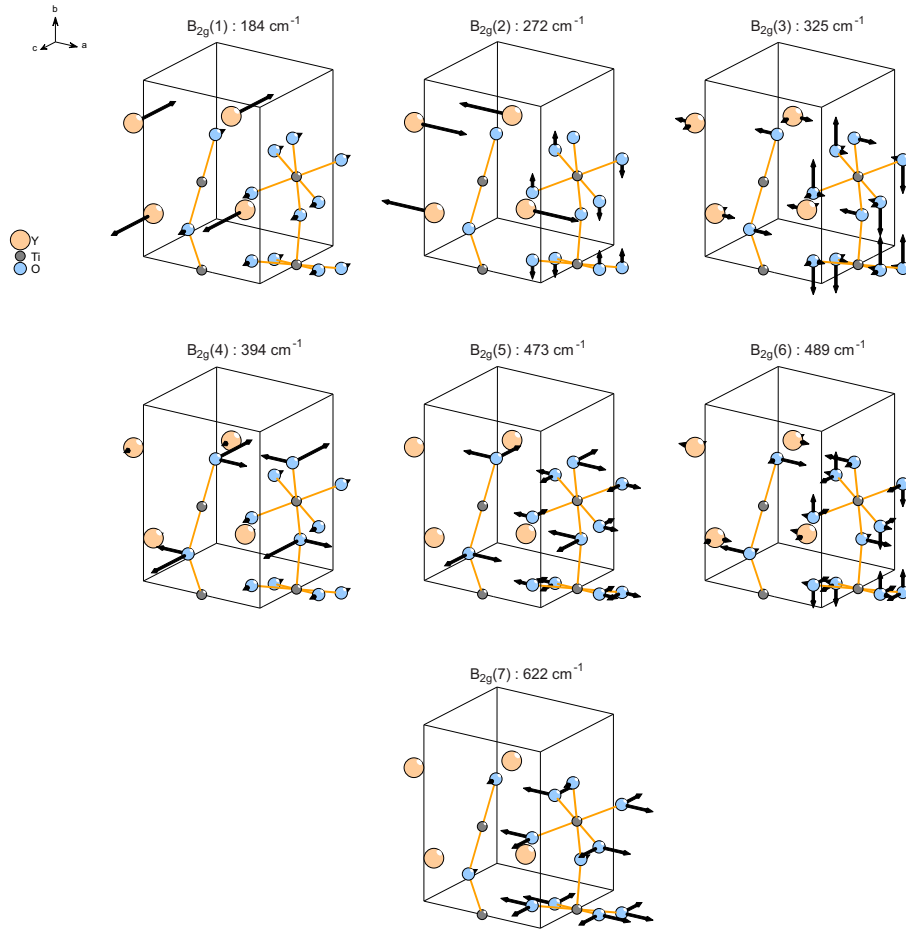 b
c
a
B2g(1) : 184 cm-1
B2g(2) : 272 cm-1
B2g(3) : 325 cm-1
Y
Ti
O
B2g(4) : 394 cm-1
B2g(5) : 473 cm-1
B2g(6) : 489 cm-1
B2g(7) : 622 cm-1